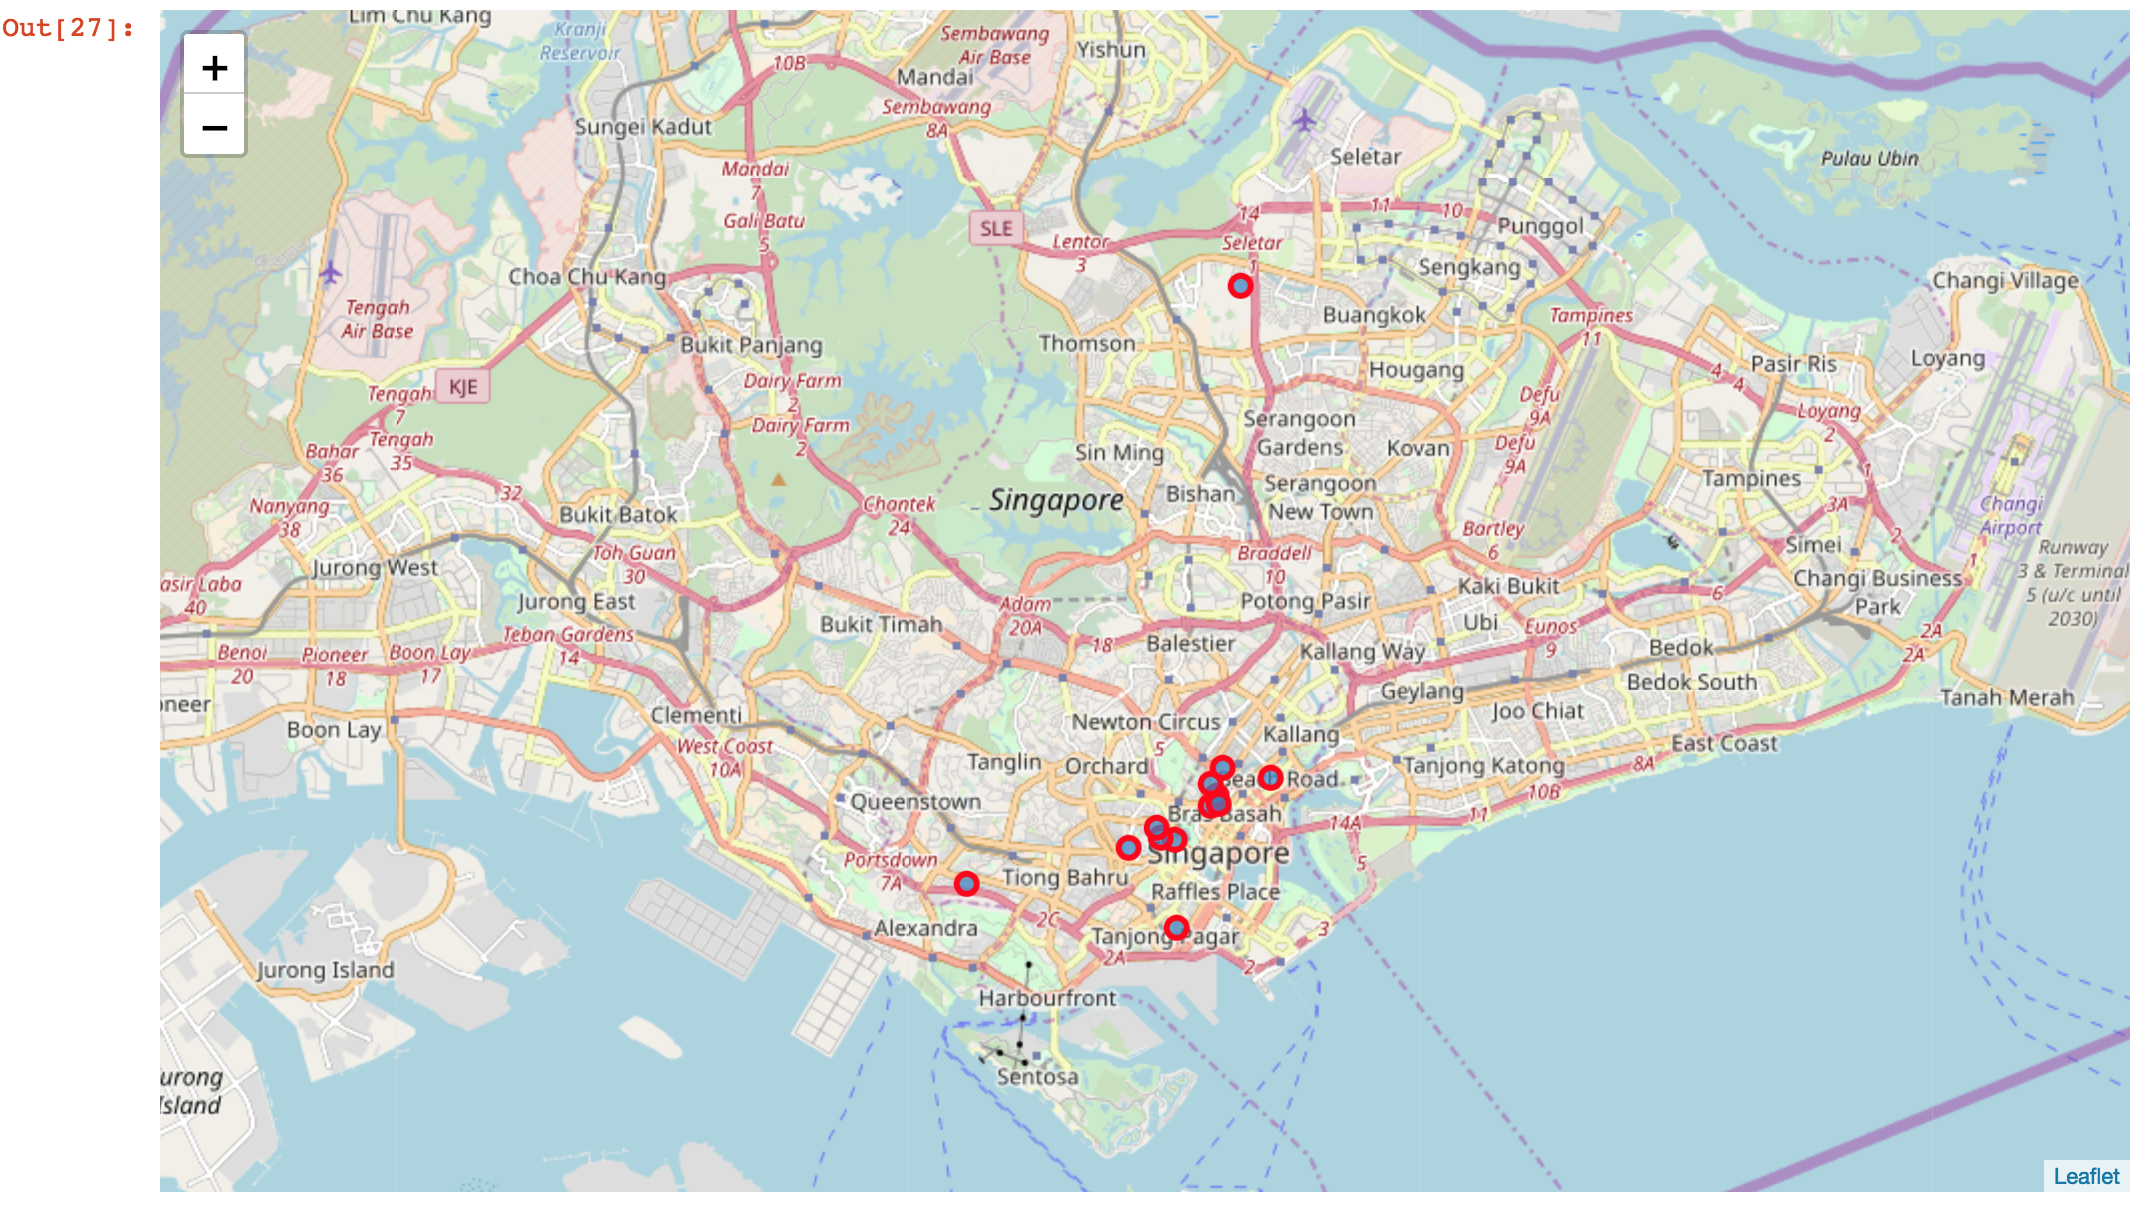 Out[27]:
+
−
Lim Chu Kang
Kranji
Reservoir
10B
Sembawang
Air Base
Yishun
Mandai
Sembawang
8A
Sungei Kadut
Seletar
Pulau Ubin
Mandai
7
Gali Batu
5
SLE
Lentor
3
14
Seletar
1
11
10
Punggol
Sengkang
Choa Chu Kang
Changi Village
Tengah
Air Base
Buangkok
Tampines
11
Bukit Panjang
Thomson
Hougang
Pasir Ris
Loyang
4
4
KJE
Tengah
7
Dairy Farm
2
Defu
9A
Loyang
2
Dairy Farm
2
Serangoon
Gardens
Kovan
Defu
9A
Bahar
36
Tengah
35
Sin Ming
1
Tampines
32
Nanyang
38
Chantek
24
Singapore
Bishan
Serangoon
New Town
3A
Changi
Airport
Bukit Batok
Bartley
6
2
Toh Guan
30
Braddell
10
Simei
Runway
3 & Terminal
5 (u/c until
2030)
Jurong West
1
asir Laba
40
Jurong East
Adam
20A
Potong Pasir
Kaki Bukit
6
Changi Business
Park
Bukit Timah
Ubi
Eunos
9
2A
Teban Gardens
14
18
Balestier
Kallang Way
Bedok
2A
Benoi
20
Pioneer
18
Boon Lay
17
Geylang
Bedok South
Tanah Merah
oneer
Boon Lay
Clementi
Newton Circus
5
Kallang
Joo Chiat
East Coast
West Coast
10A
Tanglin
Orchard
Beach Road
Tanjong Katong
8A
10B
Queenstown
Bras Basah
11
14A
Singapore
5
Portsdown
7A
Tiong Bahru
Raffles Place
2C
Alexandra
Tanjong Pagar
3
2A
2
Jurong Island
Harbourfront
Sentosa
urong
Island
Leaflet